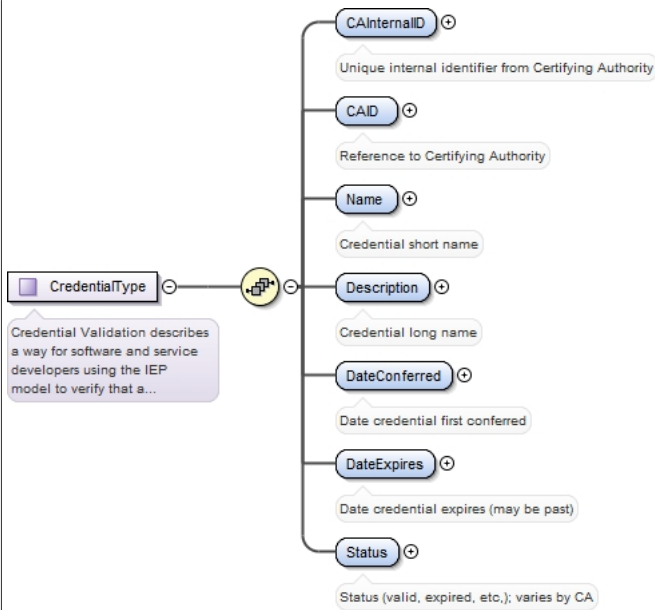 CAInternalID
Unique internal identifier from Certifying Authority
CAID
Reference to Certifying Authority
Name
Credential short name
CredentialType
Credential Validation describes
a way for software and service
developers using the IEP
model to verify that a...
Description
Credential long name
DateConferred
Date credential first conferred
DateExpires
Date credential expires (may be past)
Status
Status (valid, expired, etc,); varies by CA